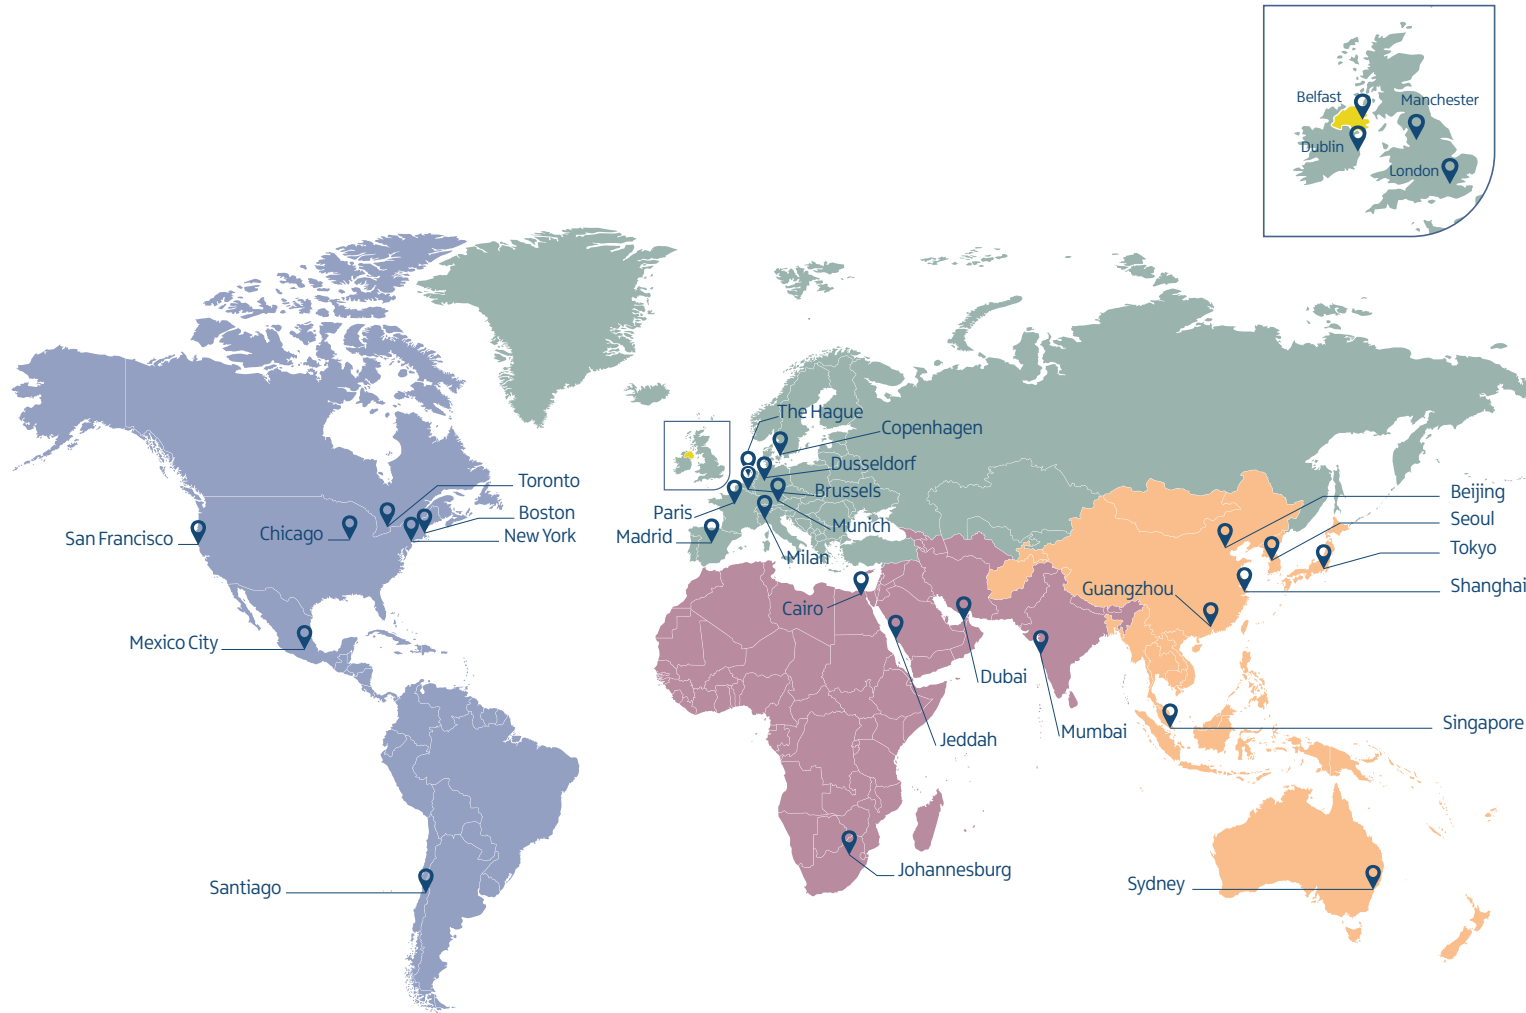 Belfast
Manchester
Dublin
London
The Hague
Copenhagen
Dusseldorf
Brussels
Paris
Munich
Madrid
Milan
Toronto
Boston
New York
Chicago
San Francisco
Mexico City
Santiago
Cairo
Dubai
Jeddah
Mumbai
Johannesburg
Beijing
Seoul
Tokyo
Shanghai
Guangzhou
Singapore
Sydney